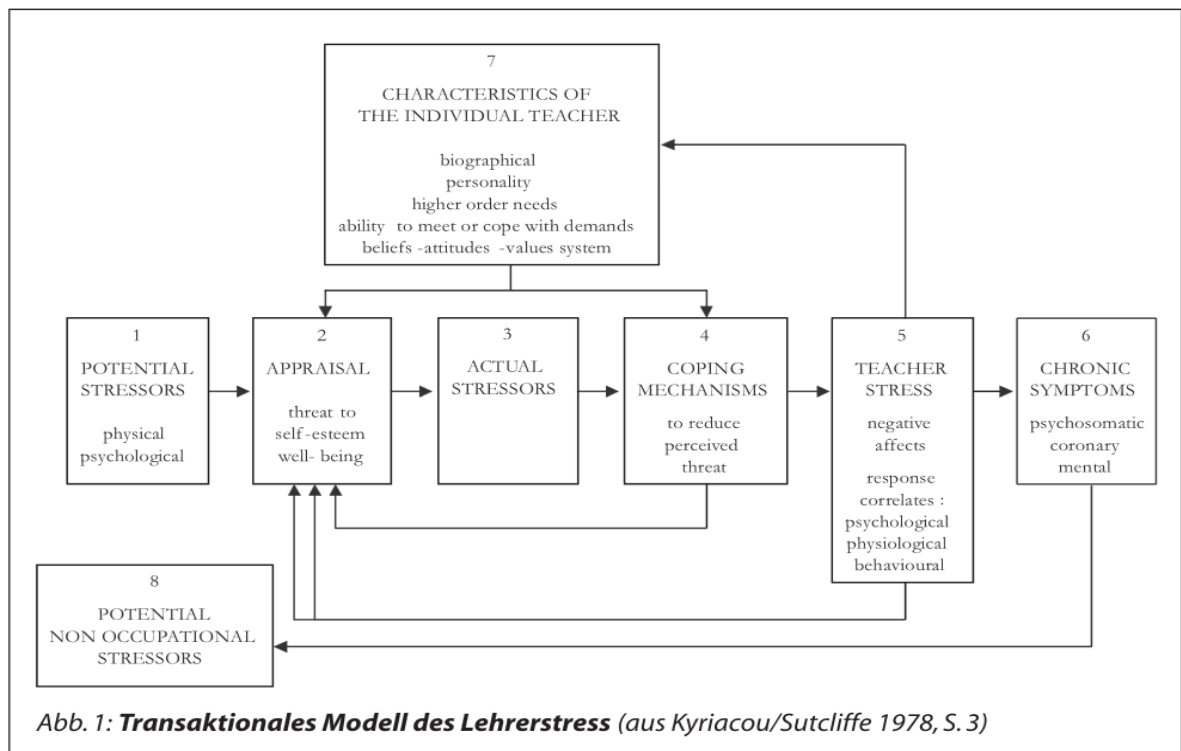 7
CHARACTERISTICS OF
THE INDIVIDUAL TEACHER
biographical
personality
higher order needs
ability to meet or cope with demands
beliefs -attitudes -values system
1
POTENTIAL
STRESSORS
physical
psychological
2
APPRAISAL
threat to
self-esteem
well- being
3
ACTUAL
STRESSORS
4
COPING
MECHANISMS
to reduce
perceived
threat
5
TEACHER
STRESS
negative
affects
response
correlates :
psychological
physiological
behavioural
6
CHRONIC
SYMPTOMS
psychosomatic
coronary
mental
8
POTENTIAL
NON OCCUPATIONAL
STRESSORS
Abb. 1: Transaktionales Modell des Lehrerstress (aus Kyriacou/Sutcliffe 1978, S. 3)